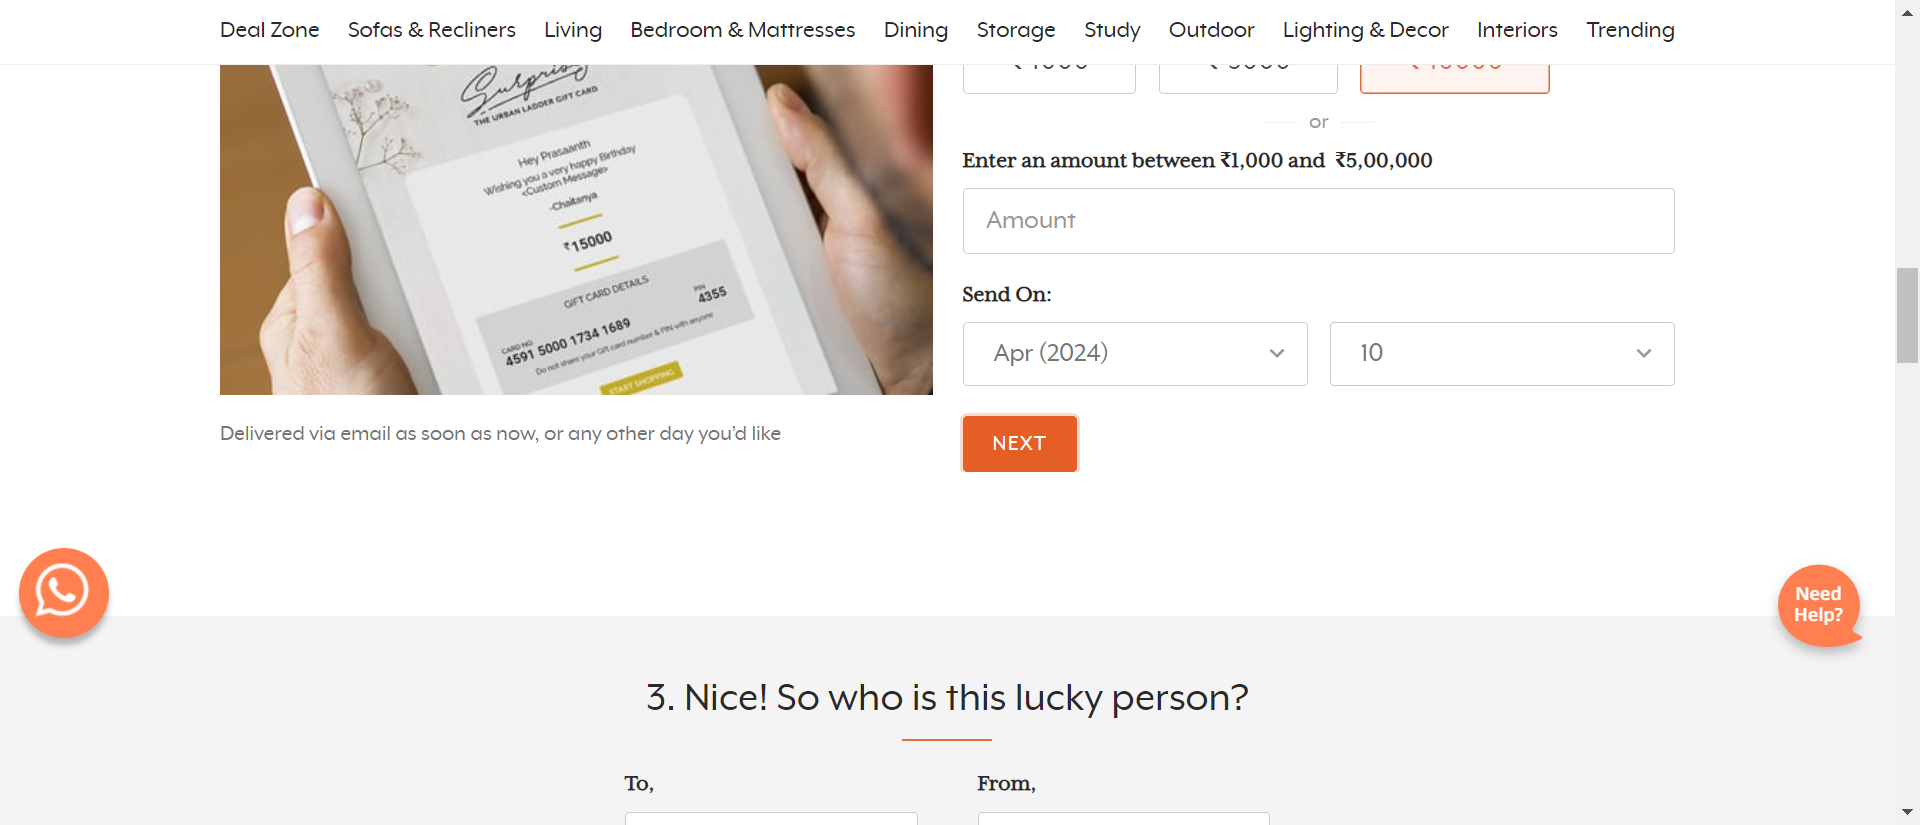 Deal Zone Sofas & Recliners Living Bedroom & Mattresses Dining Storage Study Outdoor Lighting & Decor Interiors Trending
Surprise
THE URBAN LADDER GIFT CARD
Hey Prasaanth
Wishing you a very happy Birthday
<Custom Message>
-Chaitanya
₹15000
GIFT CARD DETAILS
CARD NO.
4591 5000 1734 1689
PIN
4355
Do not share your Gift card number & PIN with anyone
START SHOPPING
Delivered via email as soon as now, or any other day you’d like
or
Enter an amount between ₹1,000 and ₹5,00,000
Amount
Send On:
Apr (2024) 10
NEXT
Need
Help?
3. Nice! So who is this lucky person?
To, From,